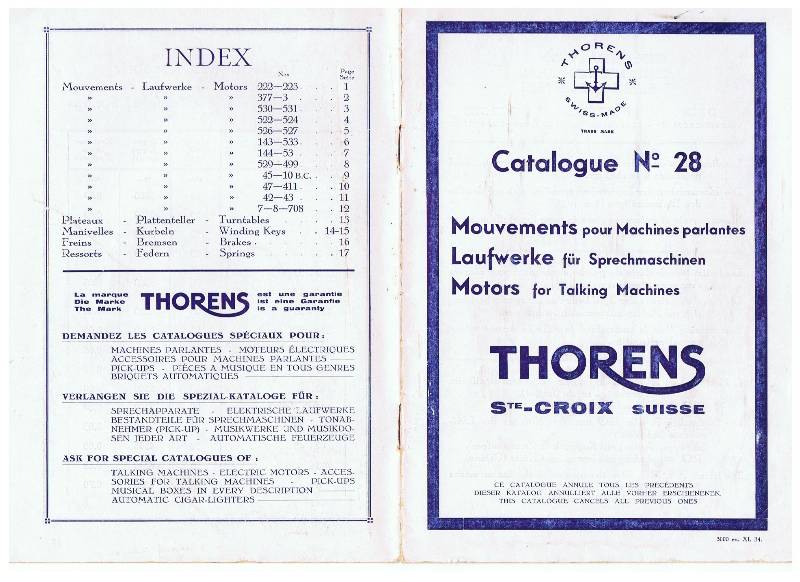 INDEX
Nos Page Seite
Mouvements - Laufwerke - Motors 222—223 . . 1
» » » 377—3 . . 2
» » » 530—531 . . . 3
» » » 522—524 . . . 4
» » » 526—527 . . . 5
» » » 143—533 . . . 6
» » » 144—53 . . . 7
» » » 529—499 . . . 8
» » » 45—10 B.C. . . 9
» » » 47—411 . . . 10
» » » 42—43 . . . 11
» » » 7—8—708 . . . 12
Plateaux - Plattenteller - Turntables . . . 13
Manivelles - Kurbeln - Winding Keys . . . 14-15
Freins - Bremsen - Brakes . . . 16
Ressorts - Federn - Springs . . . 17
La marque THORENS est une garantie
Die Marke ist eine Garantie
The Mark is a guaranty
DEMANDEZ LES CATALOGUES SPÉCIAUX POUR :
MACHINES PARLANTES - MOTEURS ÉLECTRIQUES
ACCESSOIRES POUR MACHINES PARLANTES
PICK-UPS - PIÈCES A MUSIQUE EN TOUS GENRES
BRIQUETS AUTOMATIQUES
VERLANGEN SIE DIE SPEZIAL-KATALOGE FÜR :
SPRECHAPPARATE - ELEKTRISCHE LAUFWERKE
BESTANDTEILE FÜR SPRECHMASCHINEN - TONAB-
NEHMER (PICK-UP) - MUSIKWERKE UND MUSIKDO-
SEN JEDER ART - AUTOMATISCHE FEUERZEUGE
ASK FOR SPECIAL CATALOGUES OF :
TALKING MACHINES - ELECTRIC MOTORS - ACCES-
SORIES FOR TALKING MACHINES - PICK-UPS
MUSICAL BOXES IN EVERY DESCRIPTION
AUTOMATIC CIGAR-LIGHTERS
THORENS
SWISS-MADE
TRADE MARK
Catalogue No 28
Mouvements pour Machines parlantes
Laufwerke für Sprechmaschinen
Motors for Talking Machines
THORENS
STE-CROIX SUISSE
CE CATALOGUE ANNULE TOUS LES PRÉCÉDENTS
DIESER KATALOG ANNULLIERT ALLE VORHER ERSCHIENENEN
THIS CATALOGUE CANCELS ALL PREVIOUS ONES
5000 ex. XI. 34.